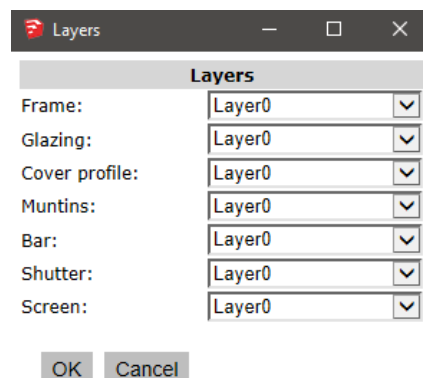 Layers
Layers
Frame: Layer0
Glazing: Layer0
Cover profile: Layer0
Muntins: Layer0
Bar: Layer0
Shutter: Layer0
Screen: Layer0
OK Cancel